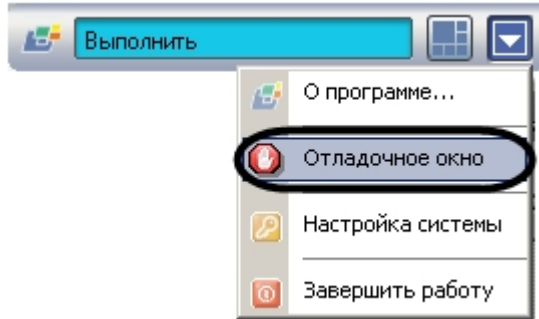 Выполнить
О программе...
Отладочное окно
Настройка системы
Завершить работу